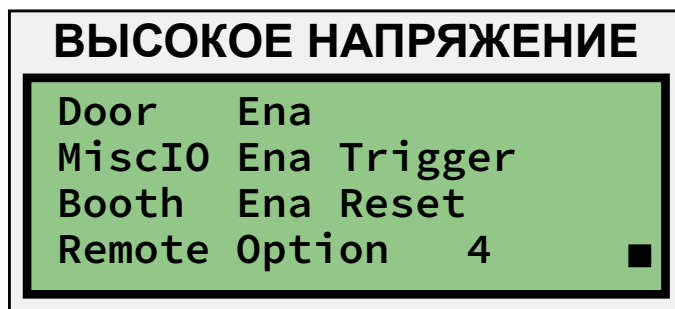 ВЫСОКОЕ НАПРЯЖЕНИЕ
Door   Ena
MiscIO Ena Trigger
Booth  Ena Reset
Remote Option   4